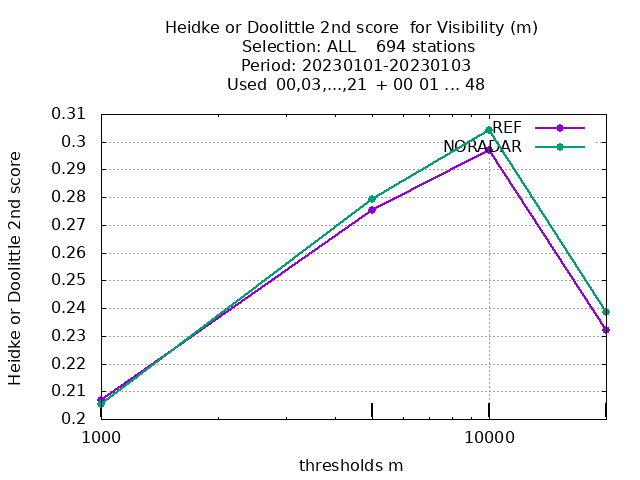 Heidke or Doolittle 2nd score  for Visibility (m)
Selection: ALL    694 stations
Period: 20230101-20230103
Used  00,03,...,21  + 00 01 ... 48
Heidke or Doolittle 2nd score
0.31
0.3
0.29
0.28
0.27
0.26
0.25
0.24
0.23
0.22
0.21
0.2
REF
NORADAR
1000
10000
thresholds m